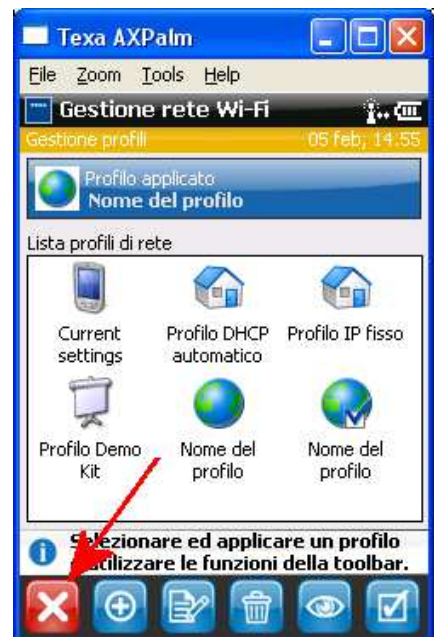 Texa AXPalm
File Zoom Tools Help
Gestione rete Wi-Fi
Gestione profili 05 feb, 14.55
Profilo applicato
Nome del profilo
Lista profili di rete
Current settings
Profilo DHCP automatico
Profilo IP fisso
Profilo Demo Kit
Nome del profilo
Nome del profilo
Selezionare ed applicare un profilo
utilizzare le funzioni della toolbar.